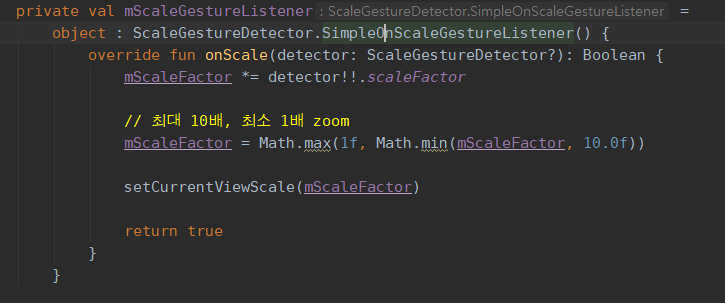 private val mScaleGestureListener : ScaleGestureDetector.SimpleOnScaleGestureListener =
object : ScaleGestureDetector.SimpleOnScaleGestureListener() {
override fun onScale(detector: ScaleGestureDetector?): Boolean {
mScaleFactor *= detector!!.scaleFactor
// 최대 10배, 최소 1배 zoom
mScaleFactor = Math.max(1f, Math.min(mScaleFactor, 10.0f))
setCurrentViewScale(mScaleFactor)
return true
}
}